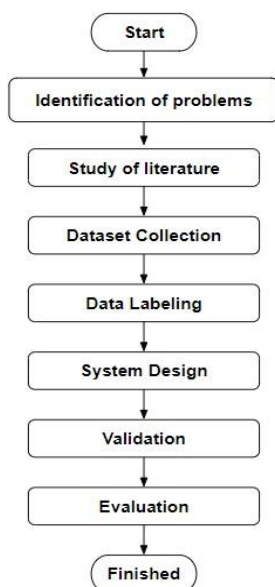 Start
Identification of problems
Study of literature
Dataset Collection
Data Labeling
System Design
Validation
Evaluation
Finished